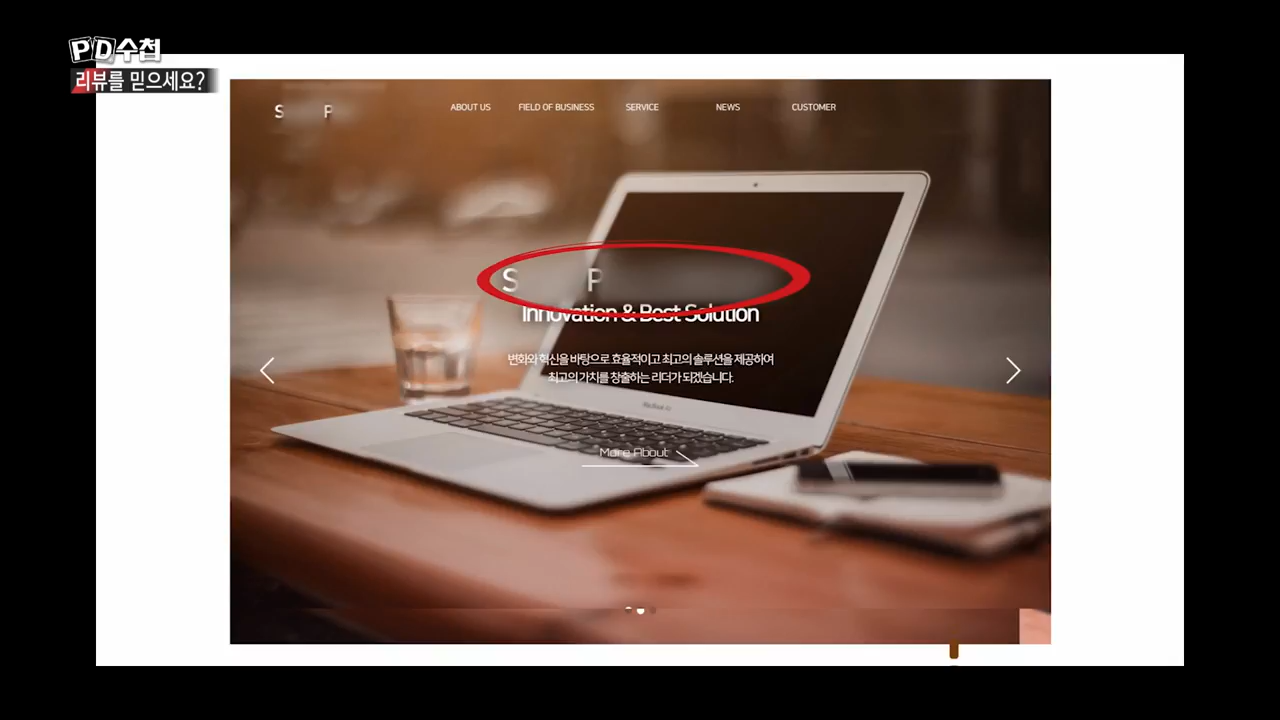 PD수첩
리뷰를 믿으세요?
S P
ABOUT US FIELD OF BUSINESS SERVICE NEWS CUSTOMER
S P
Innovation & Best Solution
변화와 혁신을 바탕으로 효율적이고 최고의 솔루션을 제공하여
최고의 가치를 창출하는 리더가 되겠습니다.
MacBook Air
More About